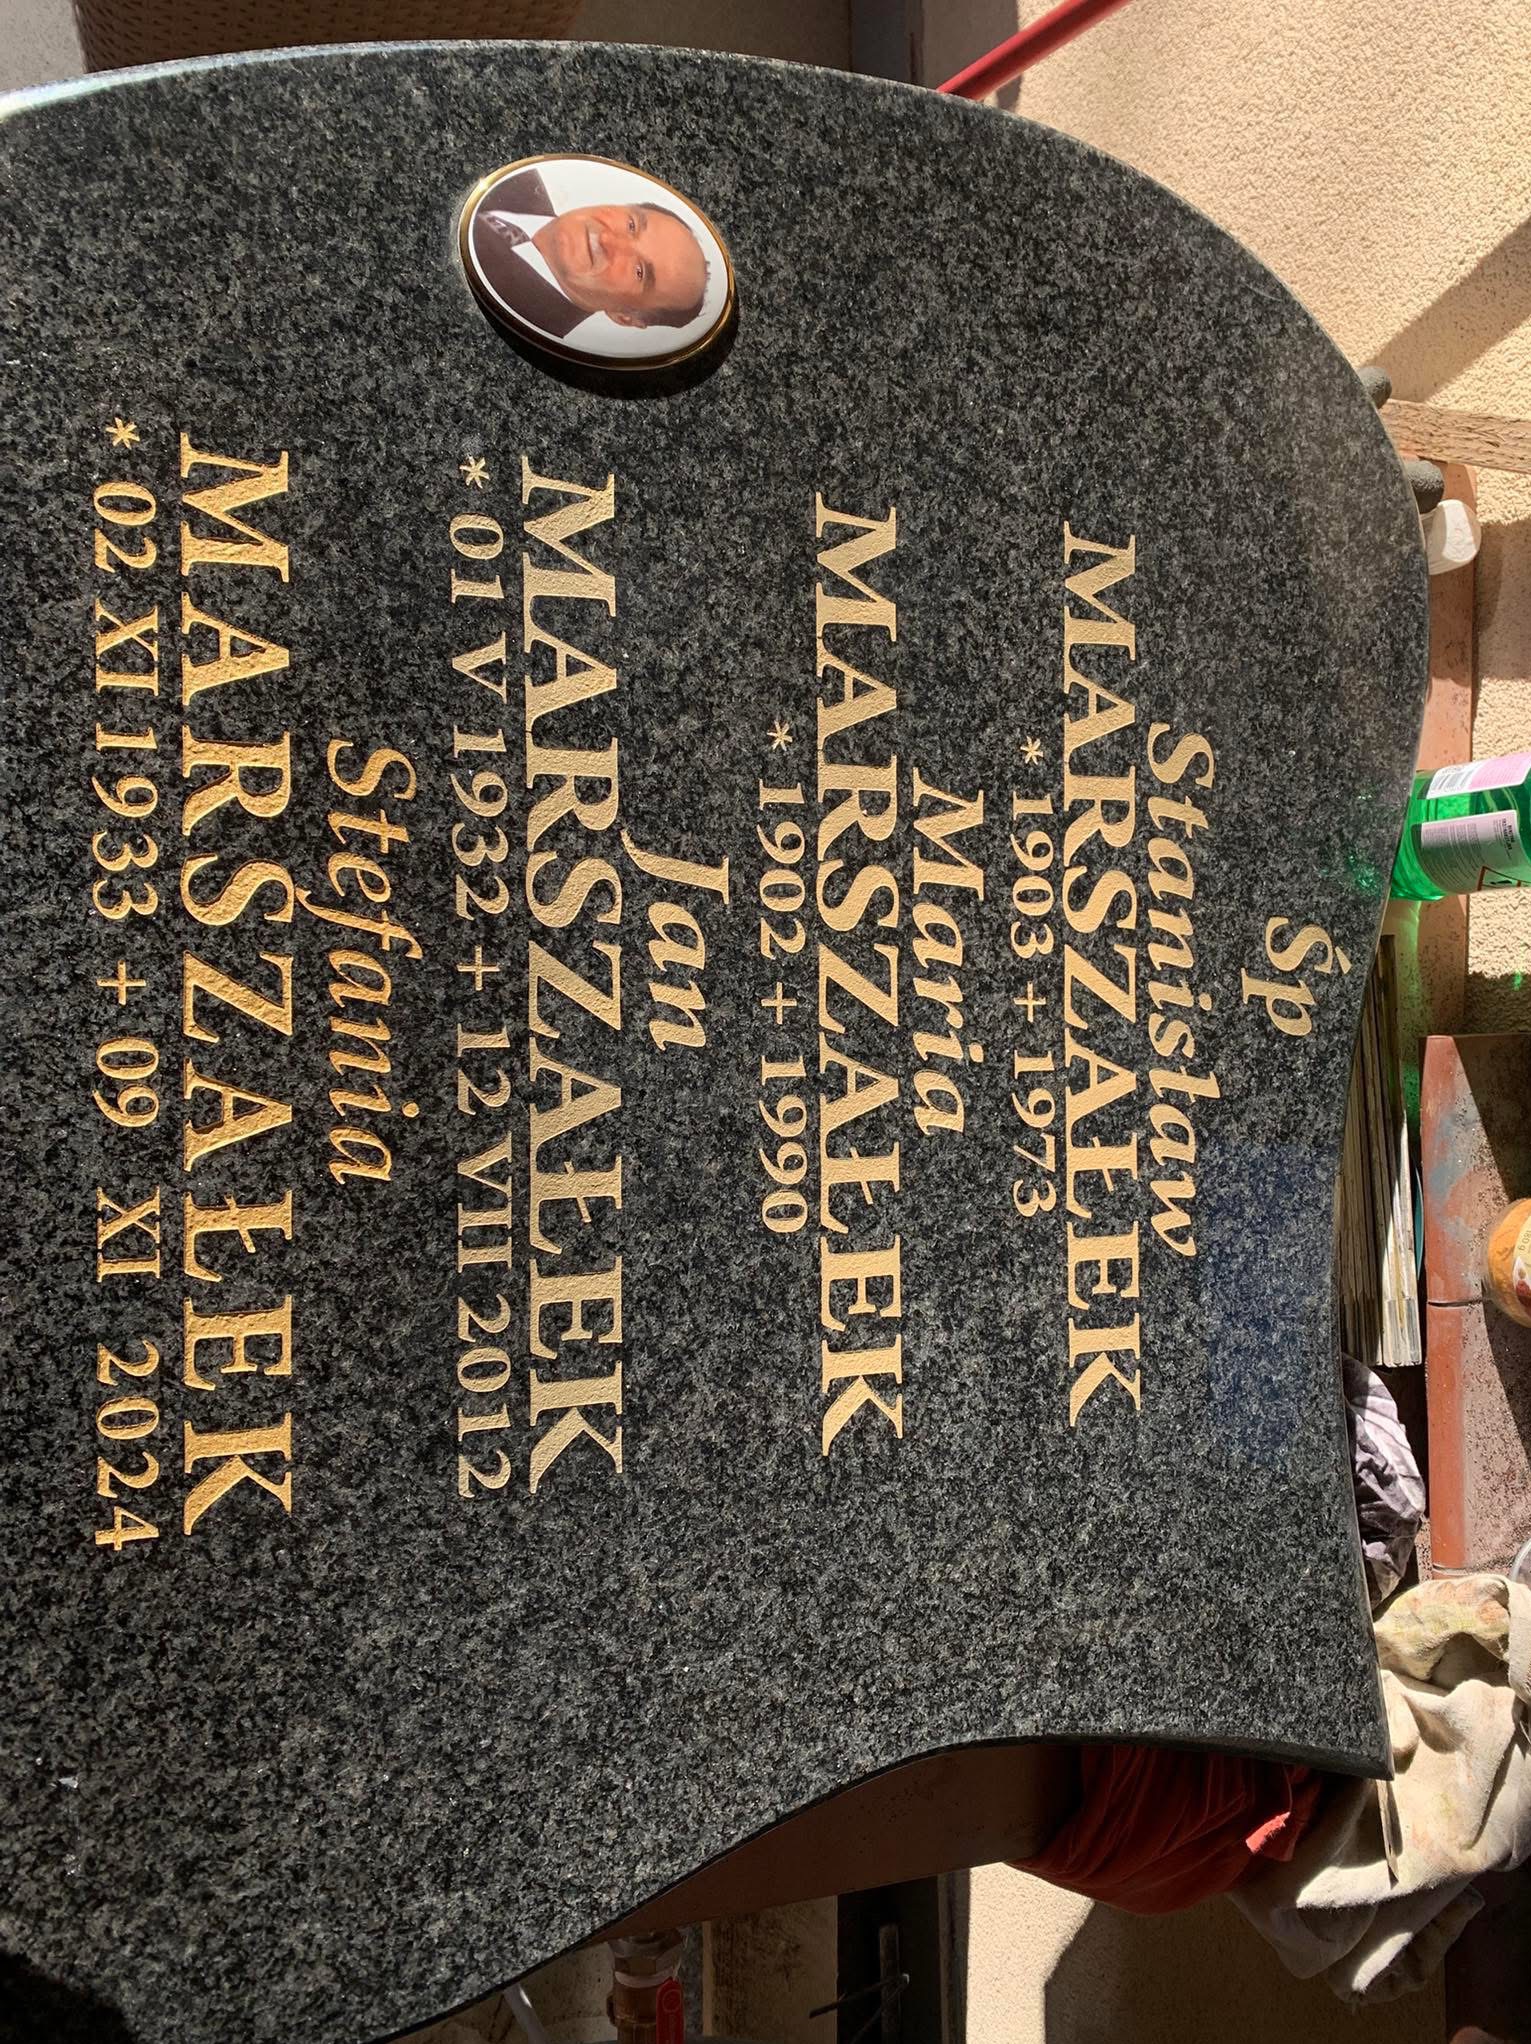 Śp
Stanisław
MARSZAŁEK
* 1903 + 1973
Maria
MARSZAŁEK
* 1902 + 1990
Jan
MARSZAŁEK
* 01 V 1932 + 12 VII 2012
Stefania
MARSZAŁEK
* 02 XI 1933 + 09 XI 2024